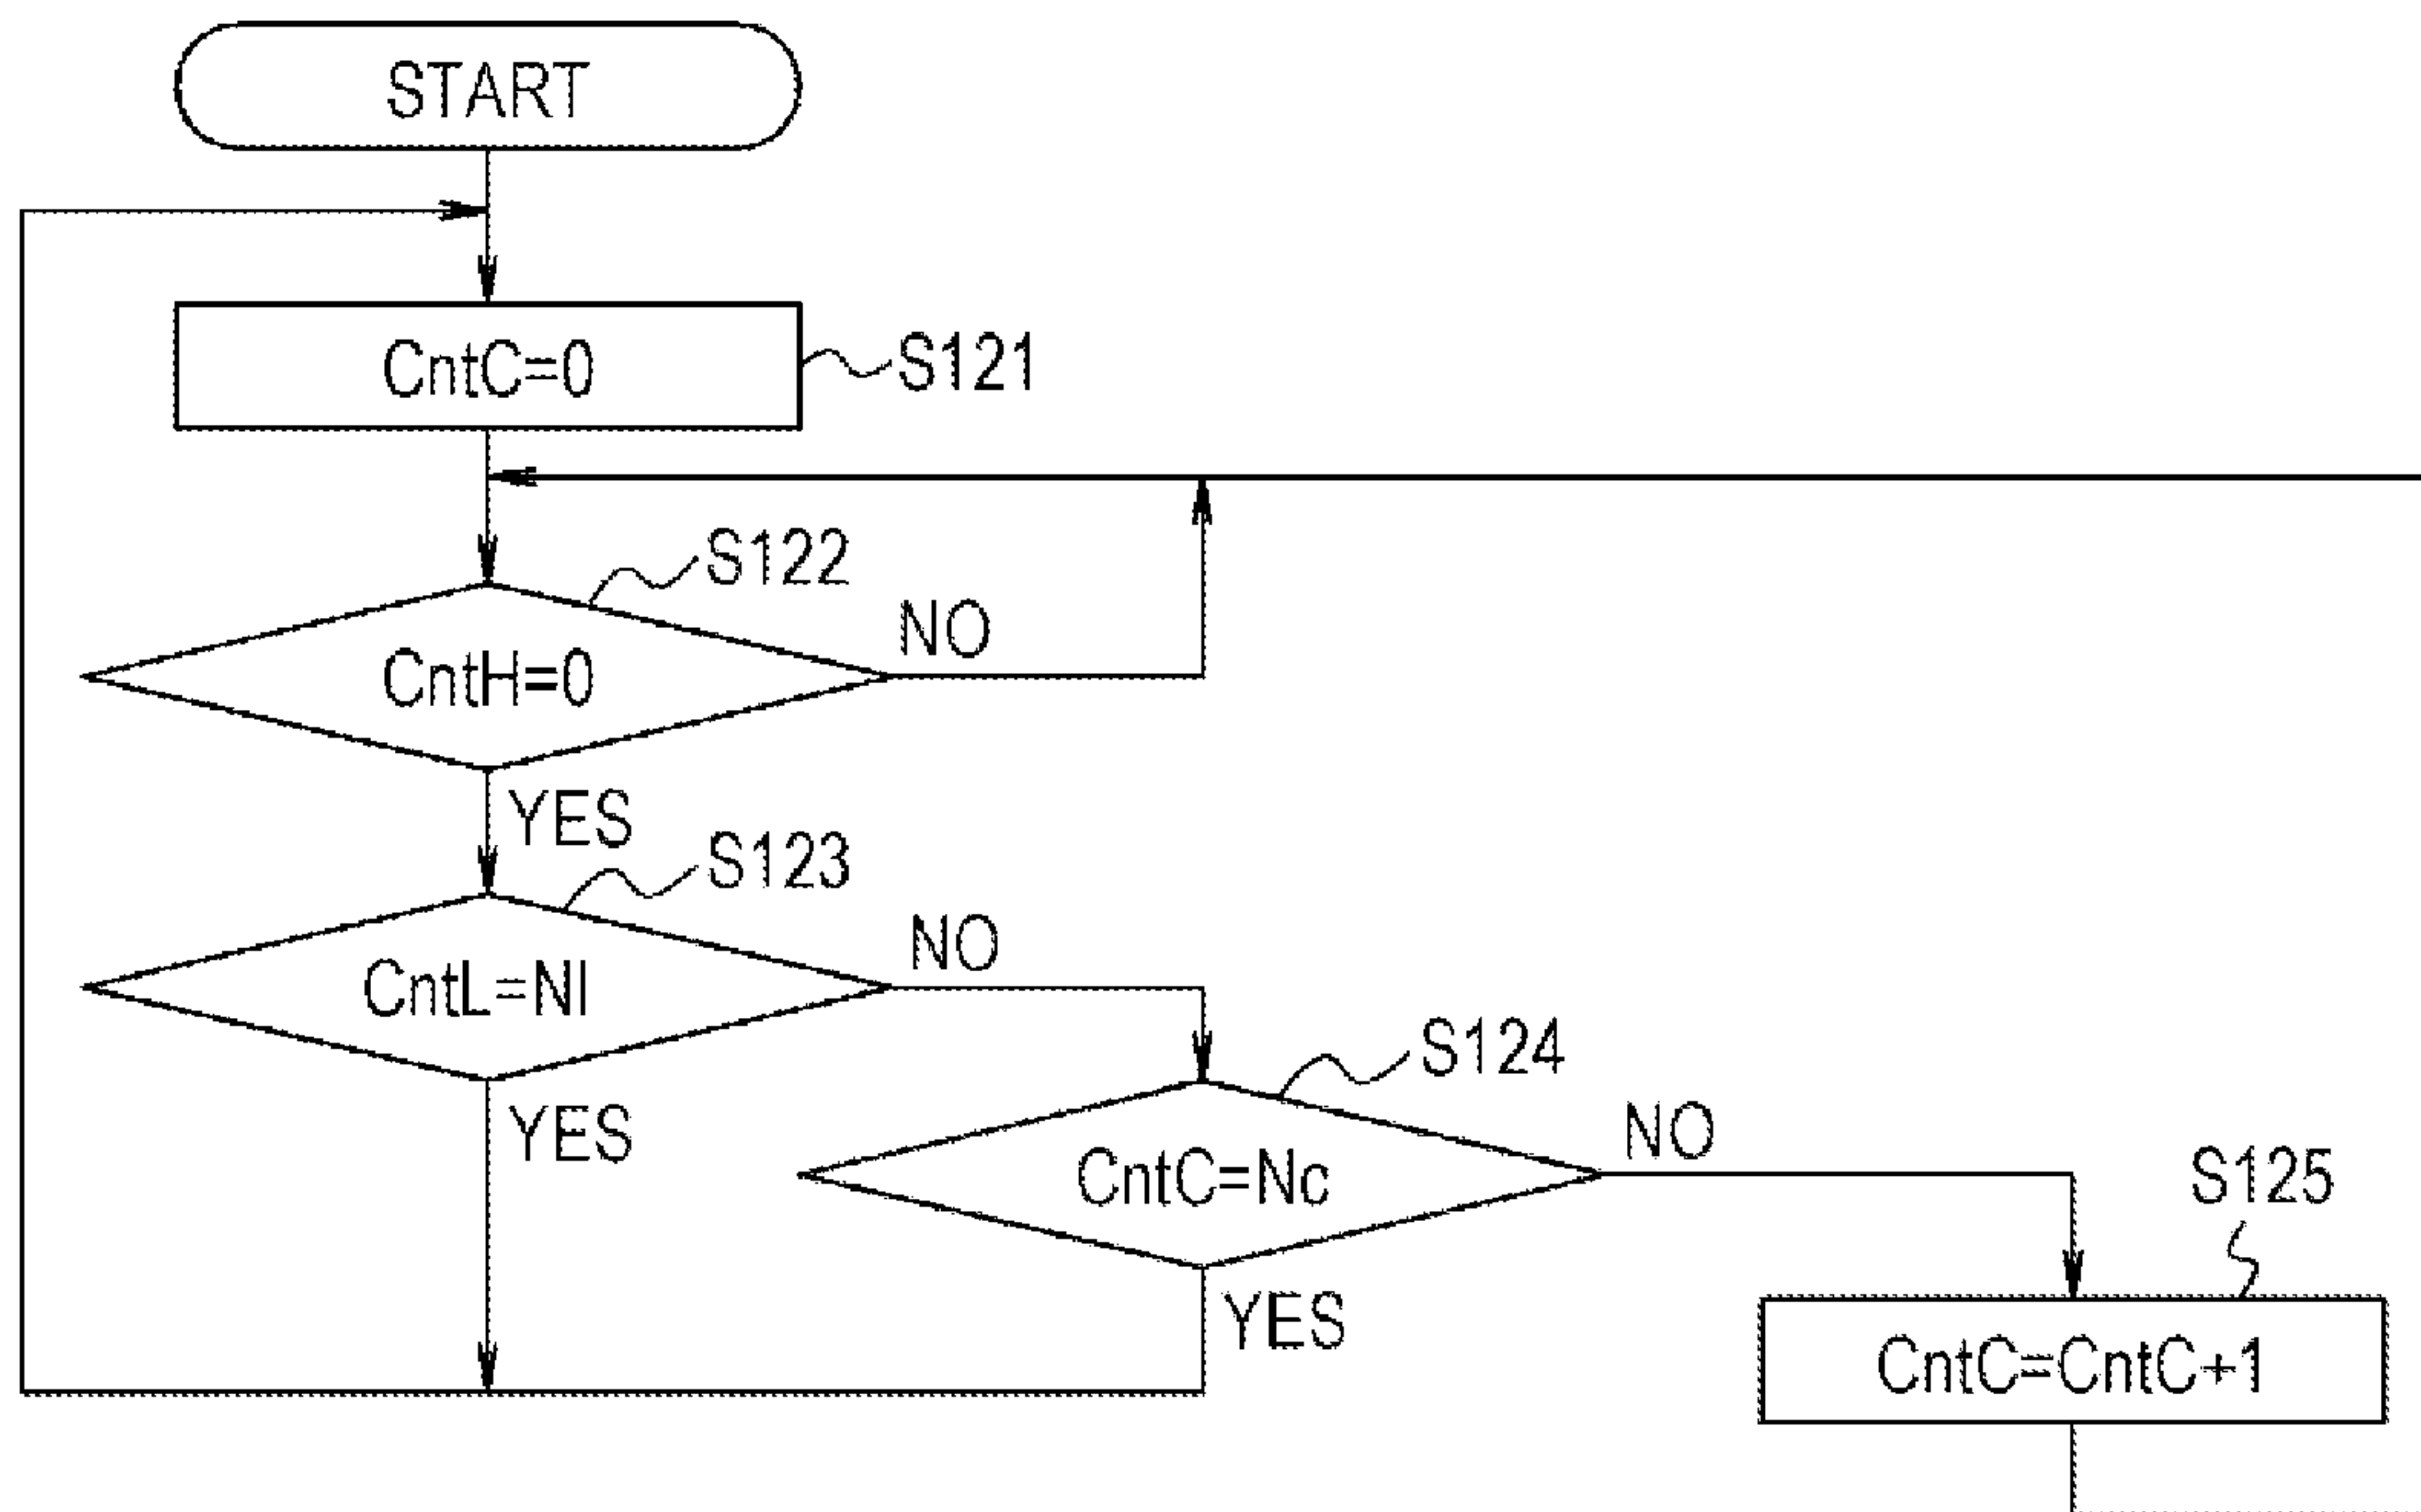 START
CntC=0
S121
S122
CntH=0
NO
YES
S123
CntL=Nl
NO
YES
S124
CntC=Nc
NO
YES
S125
CntC=CntC+1